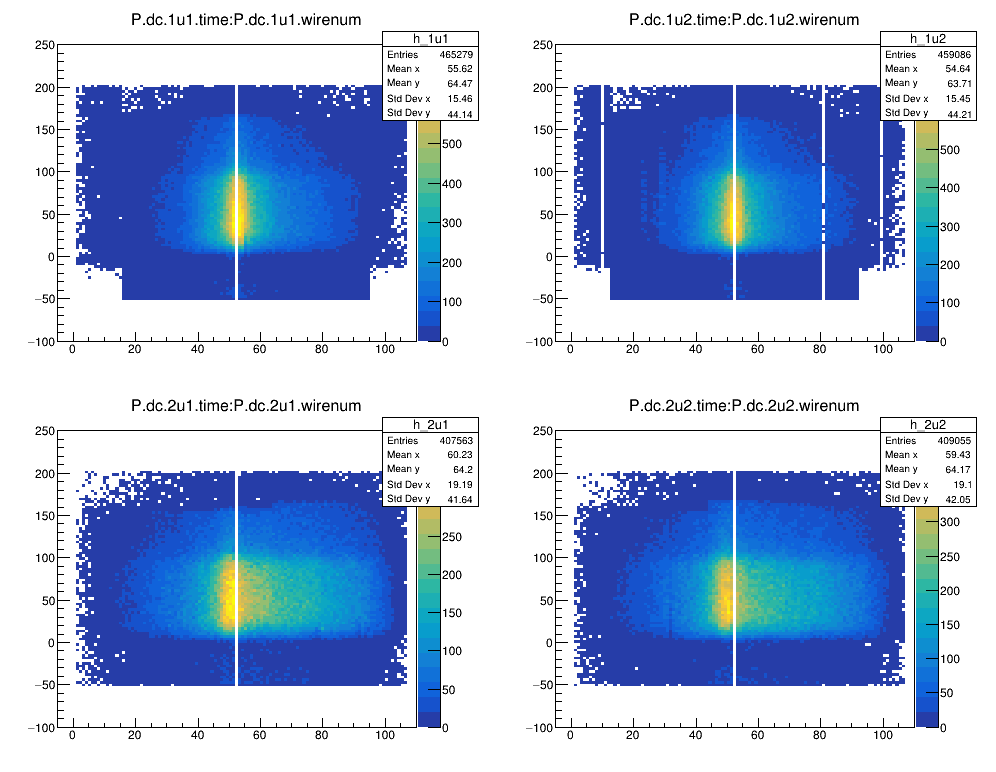 P.dc.1u1.time:P.dc.1u1.wirenum
h_1u1
Entries 465279
Mean x 55.62
Mean y 64.47
Std Dev x 15.46
Std Dev y 44.14
250
200
150
100
50
0
−50
−100
0 20 40 60 80 100
500
400
300
200
100
0
P.dc.1u2.time:P.dc.1u2.wirenum
h_1u2
Entries 459086
Mean x 54.64
Mean y 63.71
Std Dev x 15.45
Std Dev y 44.21
250
200
150
100
50
0
−50
−100
0 20 40 60 80 100
500
400
300
200
100
0
P.dc.2u1.time:P.dc.2u1.wirenum
h_2u1
Entries 407563
Mean x 60.23
Mean y 64.2
Std Dev x 19.19
Std Dev y 41.64
250
200
150
100
50
0
−50
−100
0 20 40 60 80 100
250
200
150
100
50
0
P.dc.2u2.time:P.dc.2u2.wirenum
h_2u2
Entries 409055
Mean x 59.43
Mean y 64.17
Std Dev x 19.1
Std Dev y 42.05
250
200
150
100
50
0
−50
−100
0 20 40 60 80 100
300
250
200
150
100
50
0